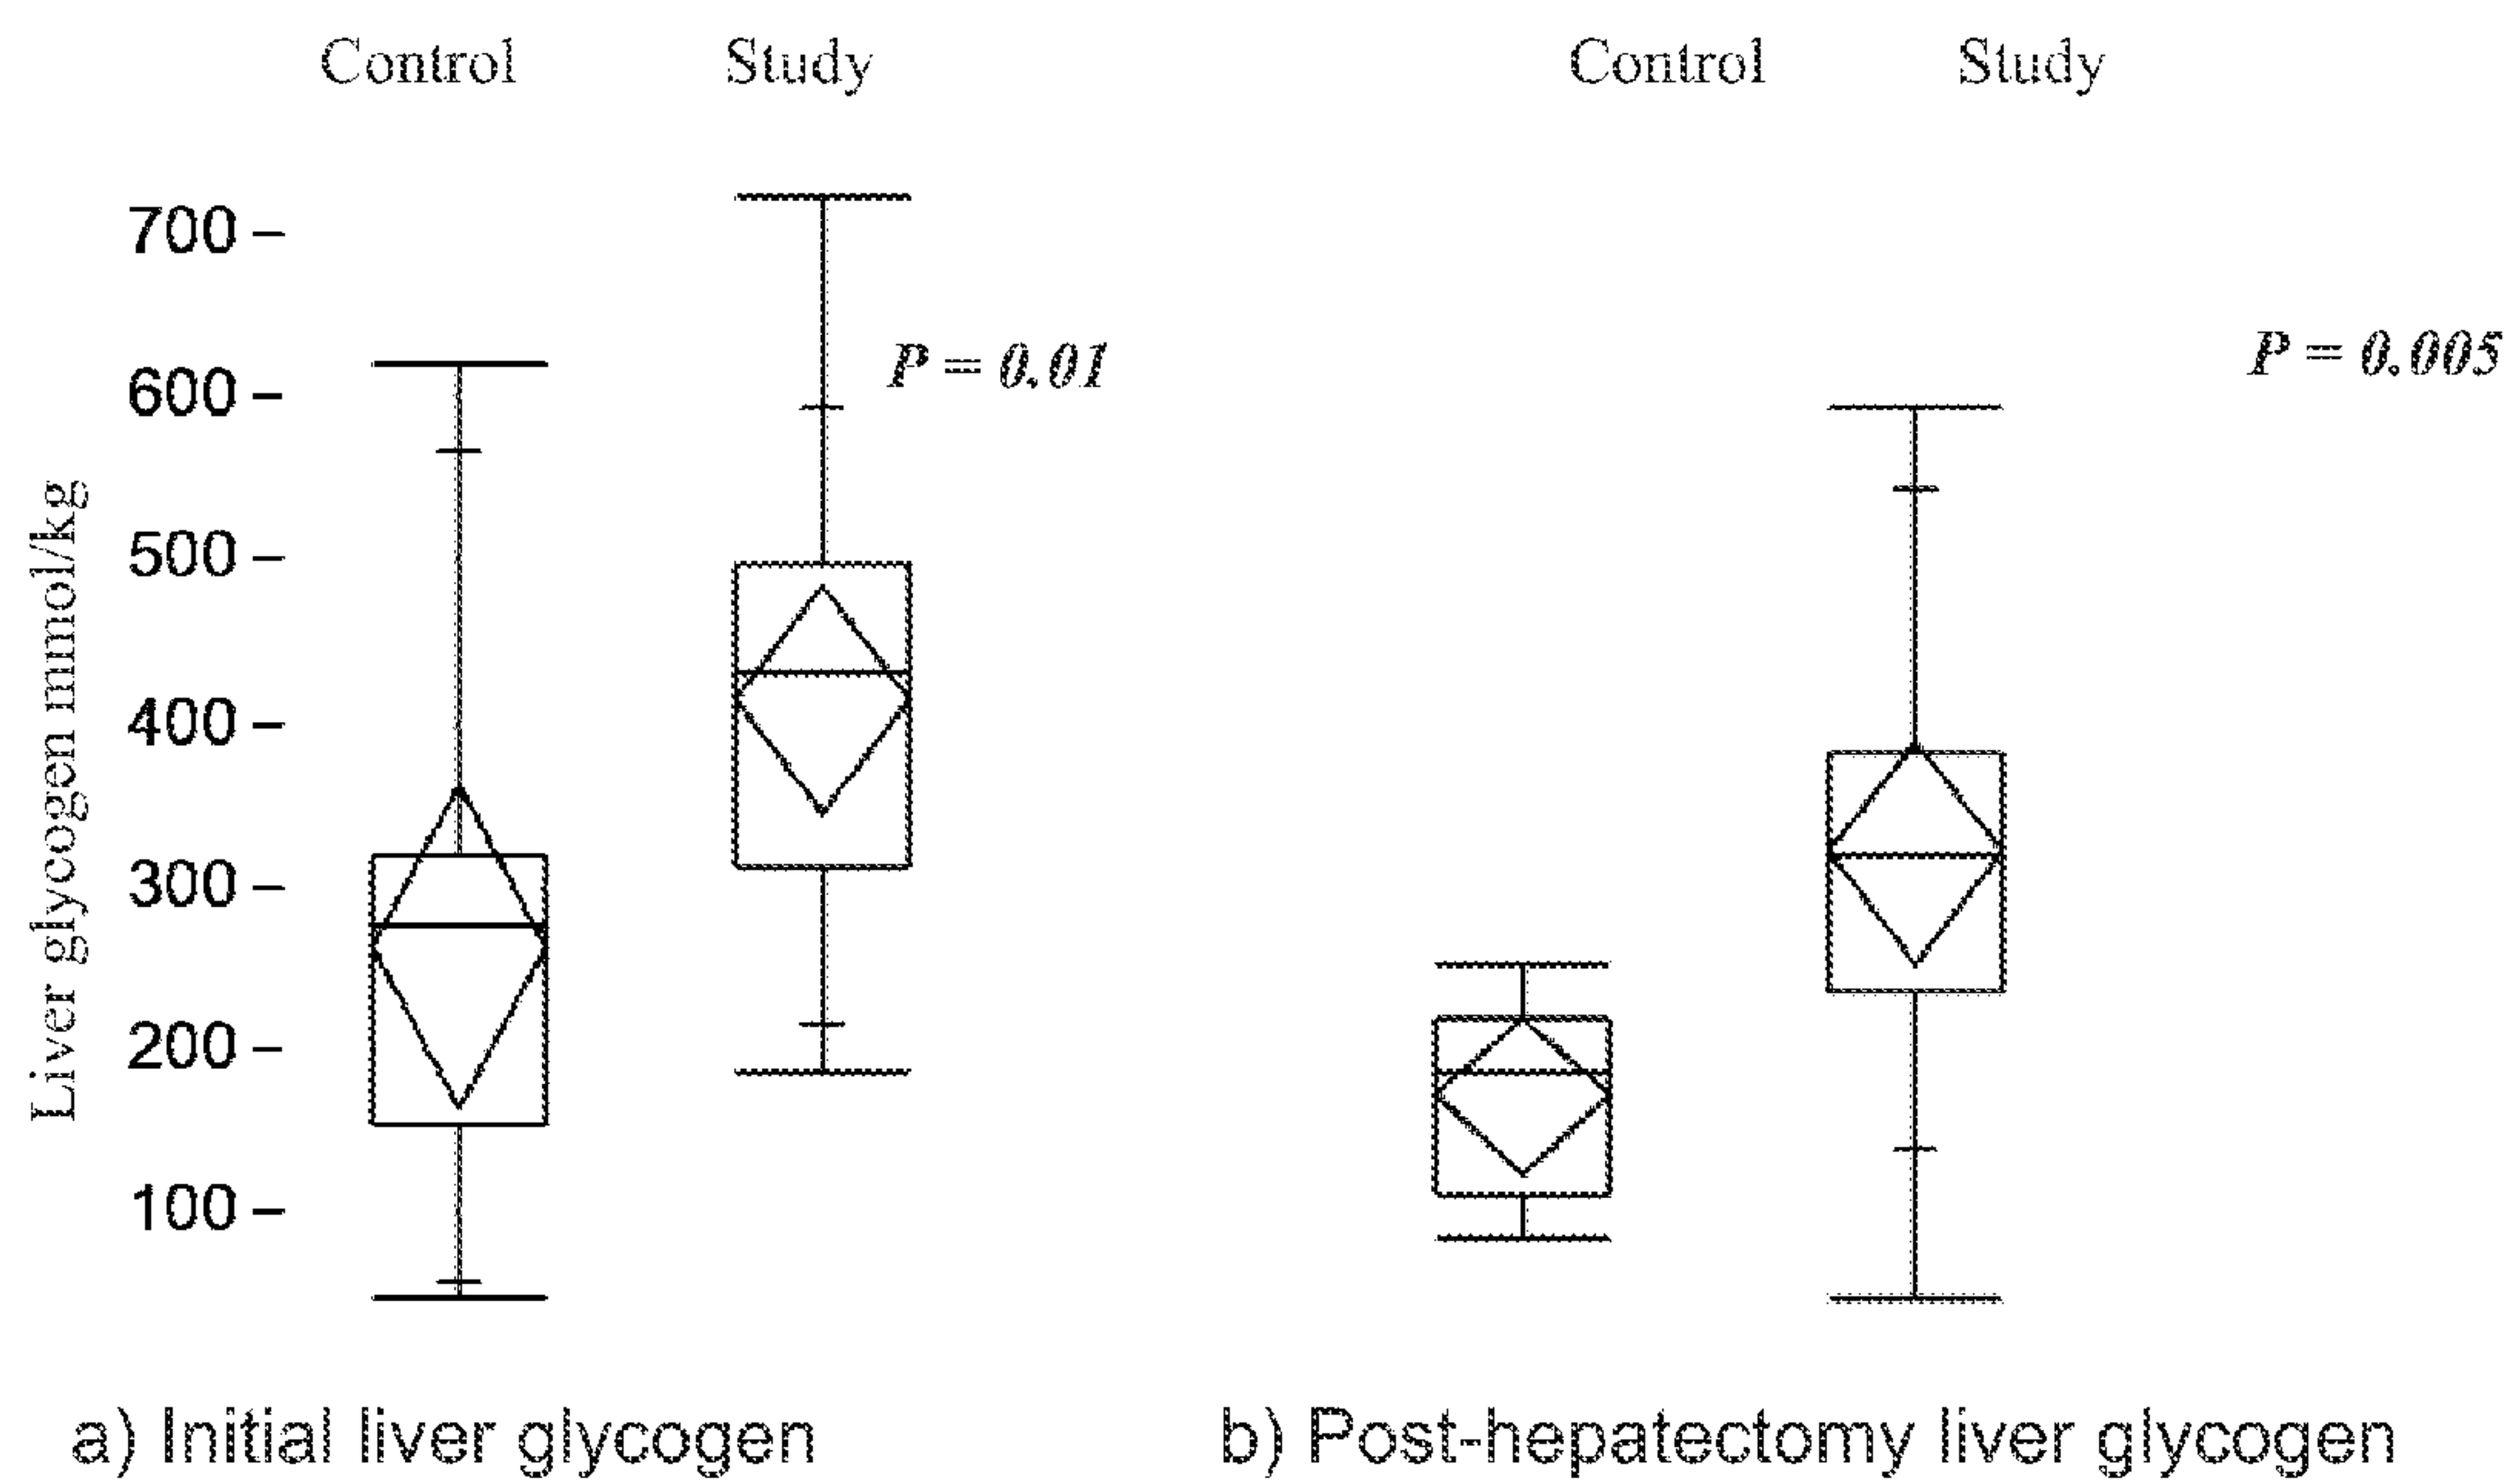 Control Study Control Study
700
P = 0.01
P = 0.005
600
500
400
300
200
100
Liver glycogen mmol/kg
a) Initial liver glycogen
b) Post-hepatectomy liver glycogen